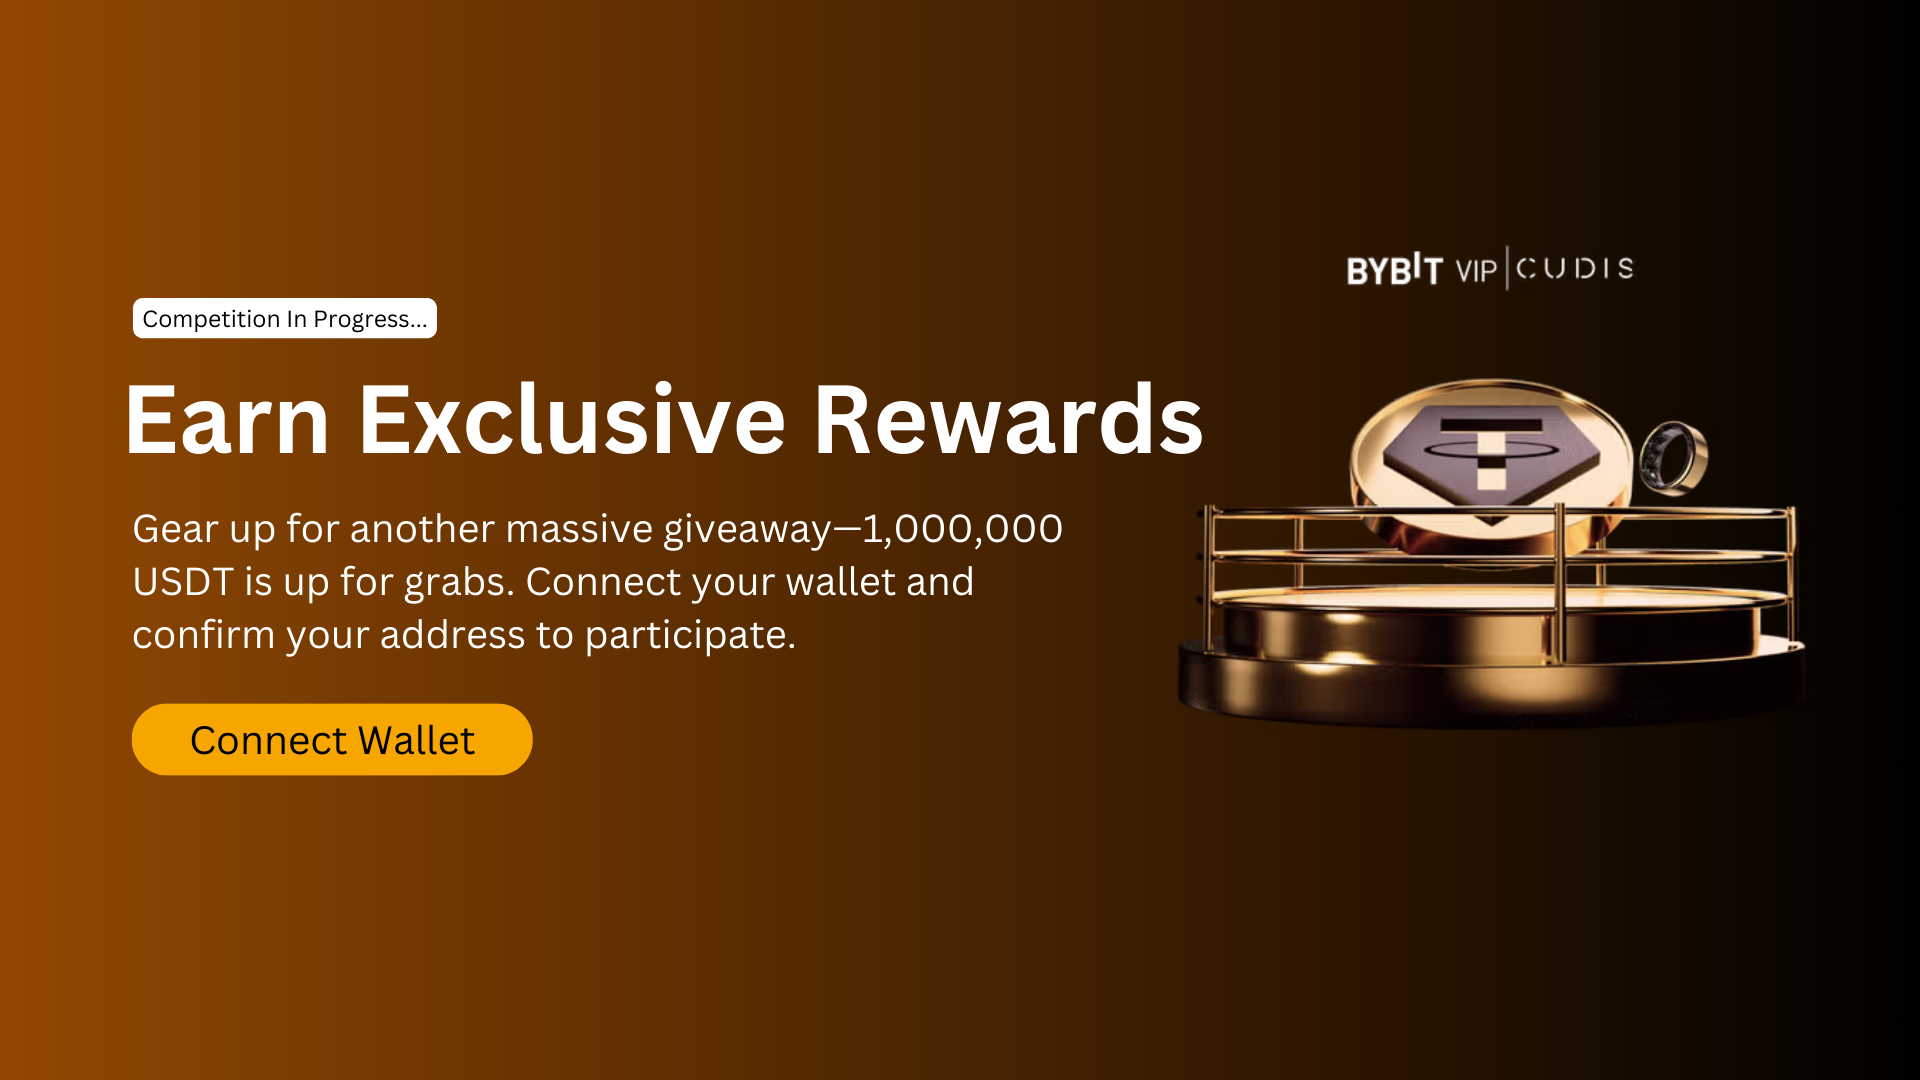 BYBIT VIP | CUDIS
Competition In Progress...
Earn Exclusive Rewards
Gear up for another massive giveaway—1,000,000
USDT is up for grabs. Connect your wallet and
confirm your address to participate.
Connect Wallet